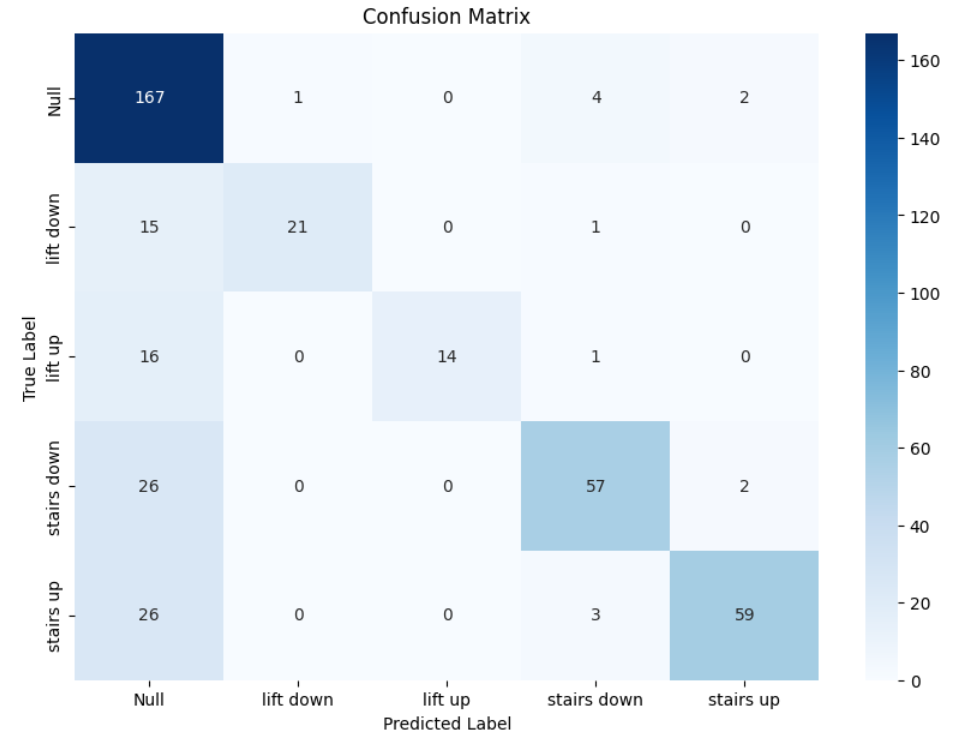 Confusion Matrix
True Label
Null
167 1 0 4 2
lift down
15 21 0 1 0
lift up
16 0 14 1 0
stairs down
26 0 0 57 2
stairs up
26 0 0 3 59
Null lift down lift up stairs down stairs up
Predicted Label
160
140
120
100
80
60
40
20
0